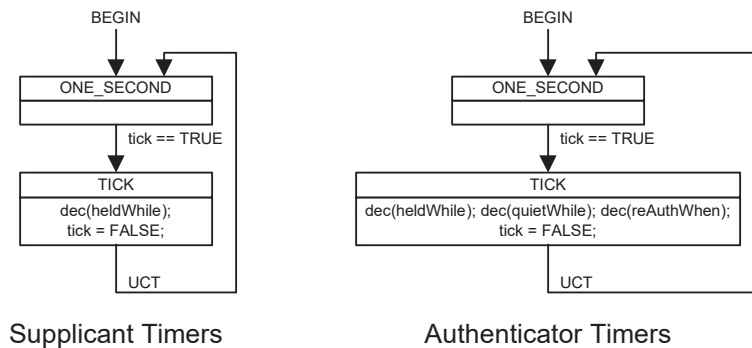 BEGIN
ONE_SECOND
tick == TRUE
TICK
dec(heldWhile);
tick = FALSE;
UCT
Supplicant Timers
BEGIN
ONE_SECOND
tick == TRUE
TICK
dec(heldWhile); dec(quietWhile); dec(reAuthWhen);
tick = FALSE;
UCT
Authenticator Timers